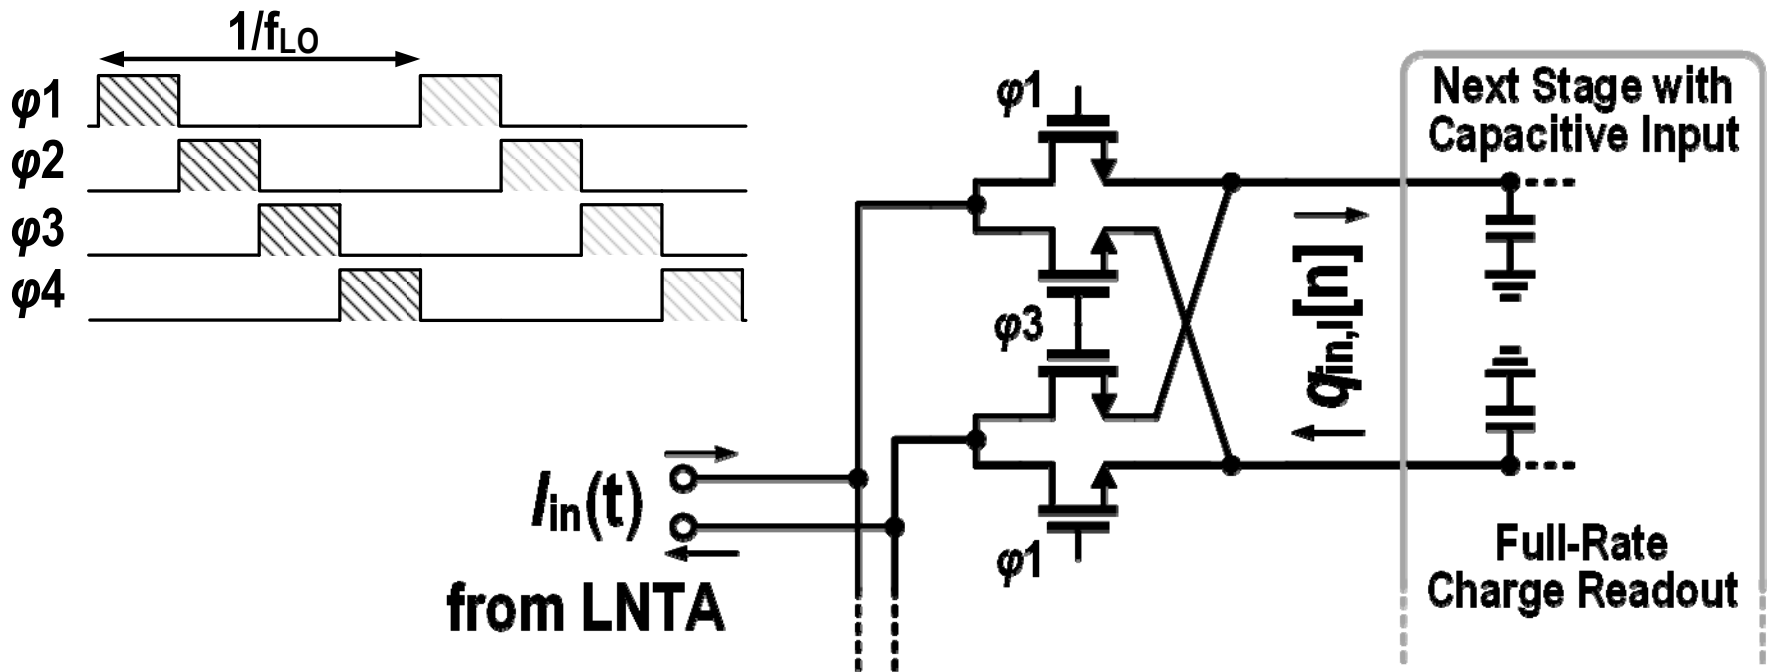 1/fLO
φ1
φ2
φ3
φ4
φ1
Next Stage with
Capacitive Input
φ3
qin,I[n]
Iin(t)
from LNTA
φ1
Full-Rate
Charge Readout